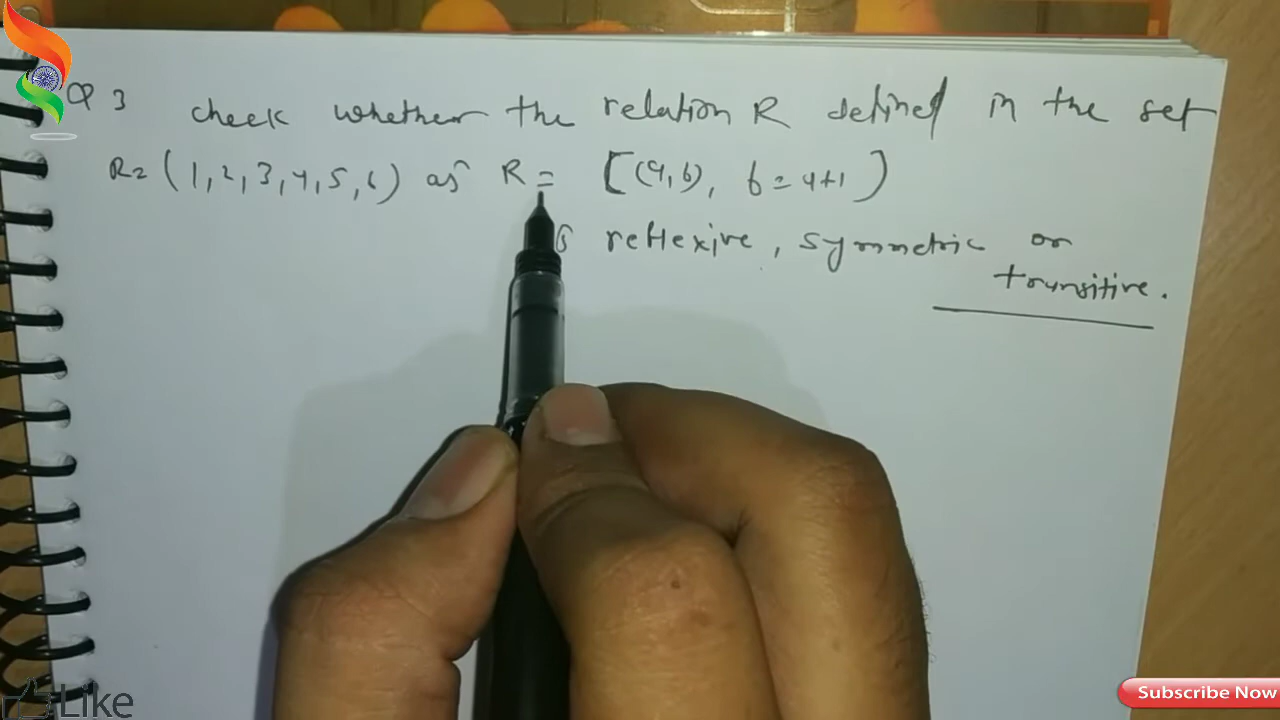 Q 3 check whether the relation R defined in the set
R= (1,2,3,4,5,6) as R= [(a,b), b=a+1)
reflexive, symmetric or
transitive.
Like
Subscribe Now